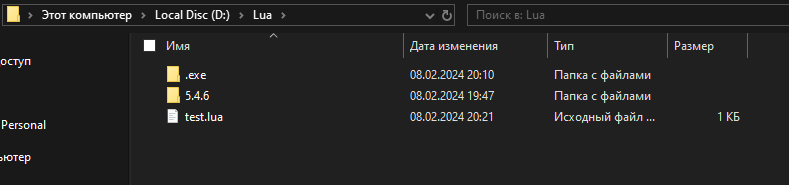 Этот компьютер > Local Disc (D:) > Lua >
Поиск в: Lua
Имя Дата изменения Тип Размер
.exe 08.02.2024 20:10 Папка с файлами
5.4.6 08.02.2024 19:47 Папка с файлами
test.lua 08.02.2024 20:21 Исходный файл ... 1 КБ
оступ
Personal
ьютер